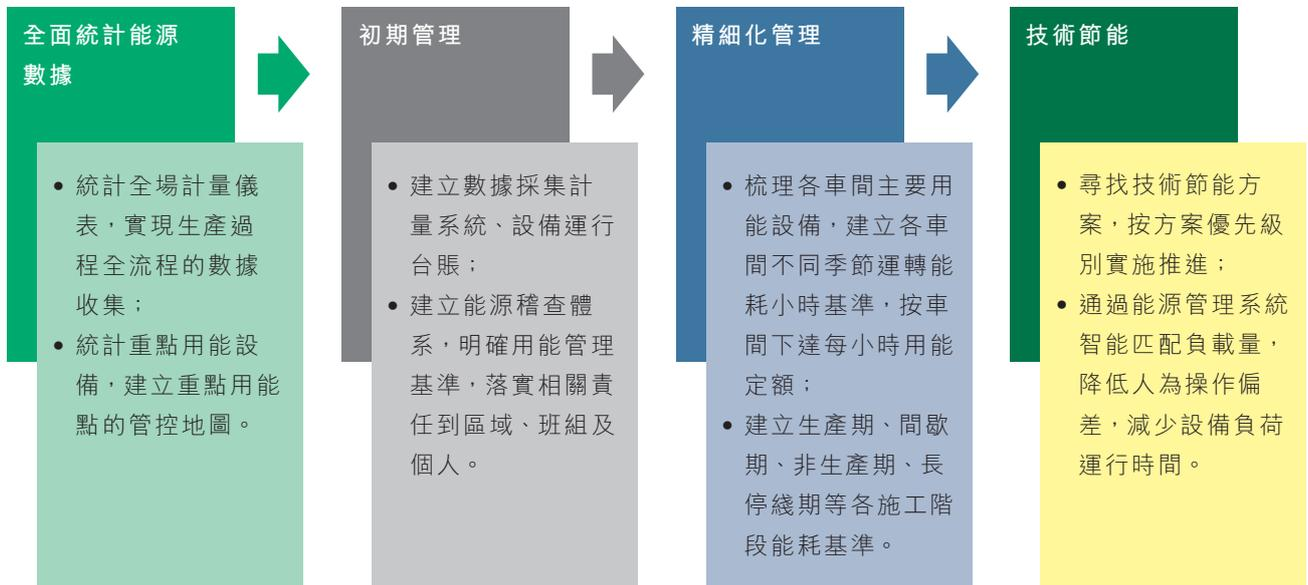 全面統計能源
數據
• 統計全場計量儀
表，實現生產過
程全流程的數據
收集；
• 統計重點用能設
備，建立重點用能
點的管控地圖。
初期管理
• 建立數據採集計
量系統、設備運行
台賬；
• 建立能源稽查體
系，明確用能管理
基準，落實相關責
任到區域、班組及
個人。
精細化管理
• 梳理各車間主要用
能設備，建立各車
間不同季節運轉能
耗小時基準，按車
間下達每小時用能
定額；
• 建立生產期、間歇
期、非生產期、長
停綫期等各施工階
段能耗基準。
技術節能
• 尋找技術節能方
案，按方案優先級
別實施推進；
• 通過能源管理系統
智能匹配負載量，
降低人為操作偏
差，減少設備負荷
運行時間。